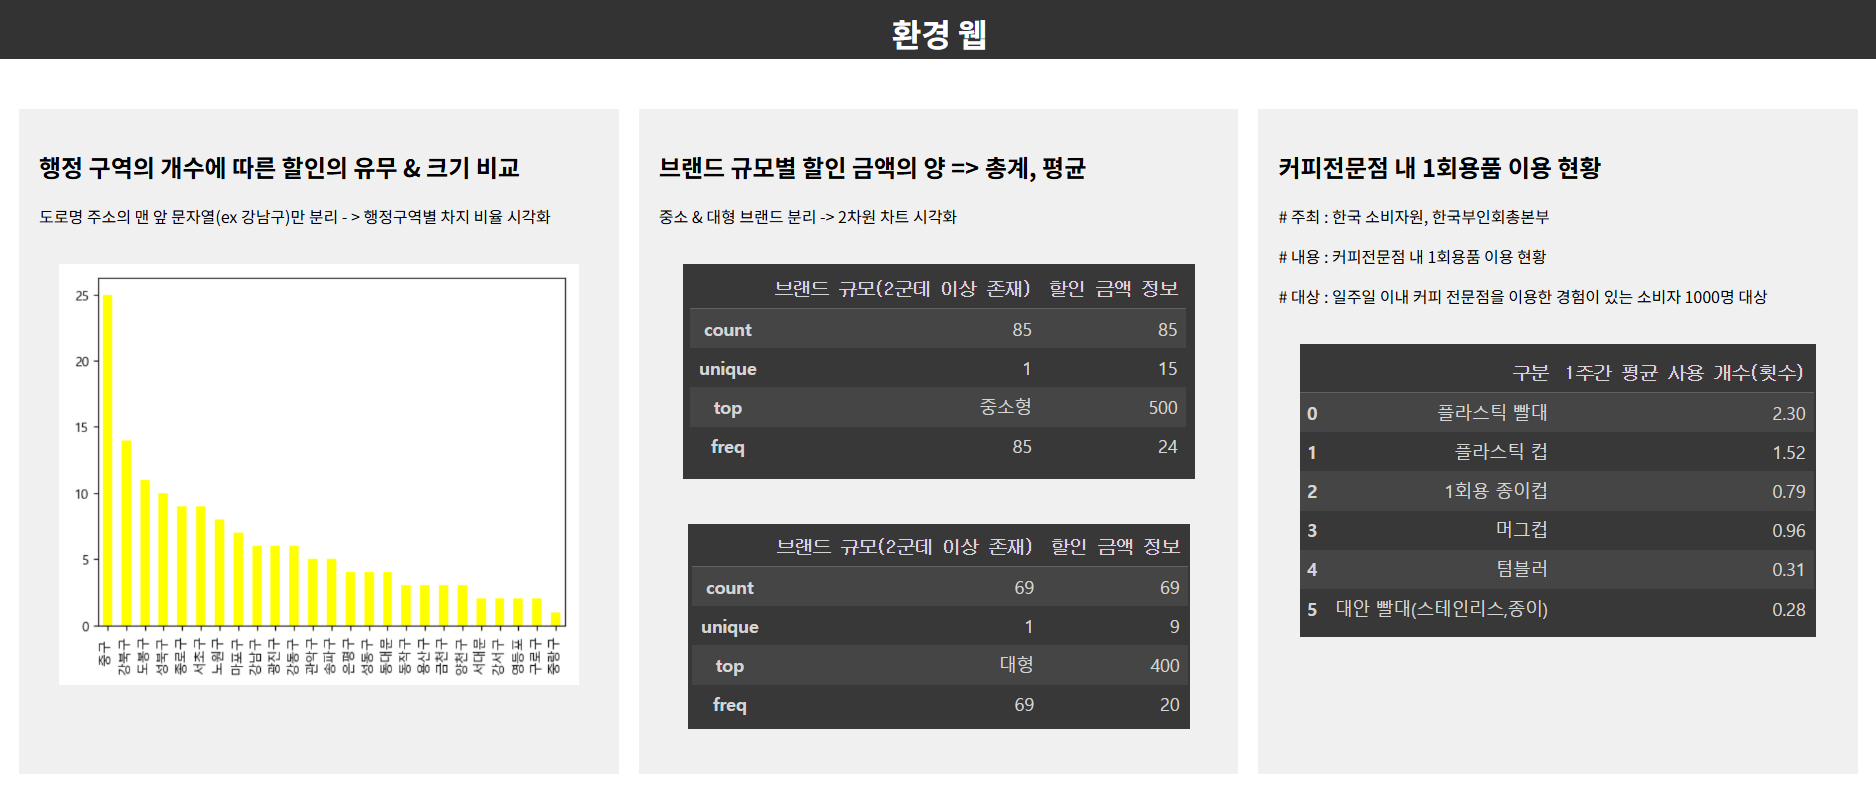 환경 웹
행정 구역의 개수에 따른 할인의 유무 & 크기 비교
도로명 주소의 맨 앞 문자열(ex 강남구)만 분리 - > 행정구역별 차지 비율 시각화
25
20
15
10
5
0
중구
강북구
도봉구
성북구
종로구
서초구
노원구
마포구
강남구
광진구
강동구
관악구
송파구
은평구
성동구
동대문
동작구
용산구
금천구
양천구
서대문
강서구
영등포
구로구
중랑구
브랜드 규모별 할인 금액의 양 => 총계, 평균
중소 & 대형 브랜드 분리 -> 2차원 차트 시각화
브랜드 규모(2군데 이상 존재) 할인 금액 정보
count 85 85
unique 1 15
top 중소형 500
freq 85 24
브랜드 규모(2군데 이상 존재) 할인 금액 정보
count 69 69
unique 1 9
top 대형 400
freq 69 20
커피전문점 내 1회용품 이용 현황
# 주최 : 한국 소비자원, 한국부인회총본부
# 내용 : 커피전문점 내 1회용품 이용 현황
# 대상 : 일주일 이내 커피 전문점을 이용한 경험이 있는 소비자 1000명 대상
구분 1주간 평균 사용 개수(횟수)
0 플라스틱 빨대 2.30
1 플라스틱 컵 1.52
2 1회용 종이컵 0.79
3 머그컵 0.96
4 텀블러 0.31
5 대안 빨대(스테인리스,종이) 0.28